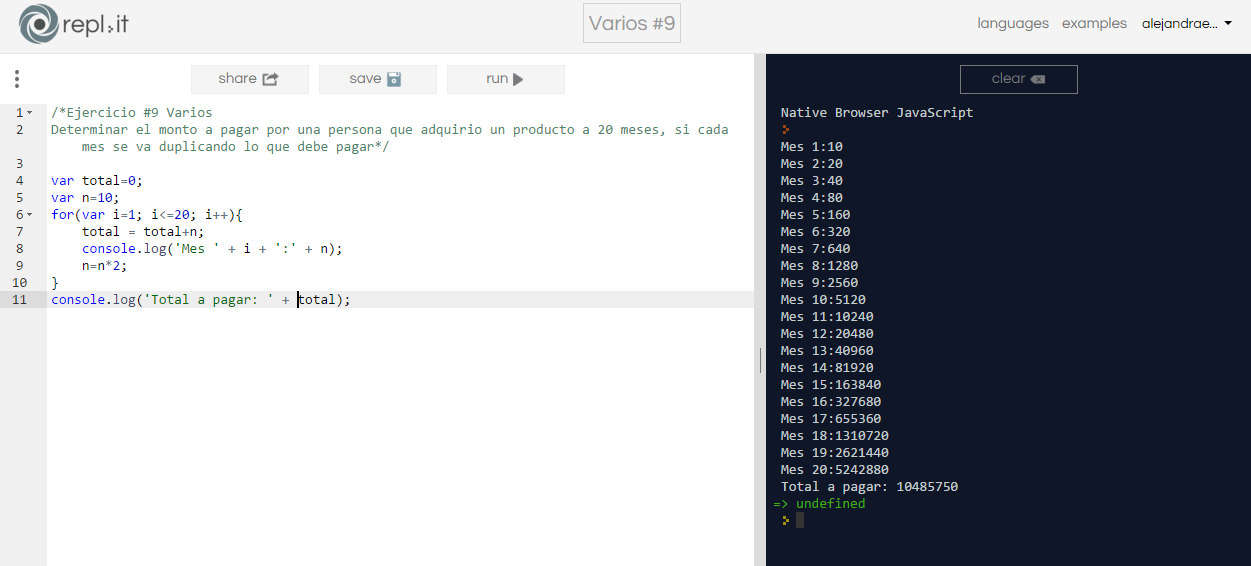 repl.it
Varios #9
languages examples alejandrae...
share save run clear
1 /*Ejercicio #9 Varios
2 Determinar el monto a pagar por una persona que adquirio un producto a 20 meses, si cada
mes se va duplicando lo que debe pagar*/
3
4 var total=0;
5 var n=10;
6 for(var i=1; i<=20; i++){
7 total = total+n;
8 console.log('Mes ' + i + ':' + n);
9 n=n*2;
10 }
11 console.log('Total a pagar: ' + total);
Native Browser JavaScript
Mes 1:10
Mes 2:20
Mes 3:40
Mes 4:80
Mes 5:160
Mes 6:320
Mes 7:640
Mes 8:1280
Mes 9:2560
Mes 10:5120
Mes 11:10240
Mes 12:20480
Mes 13:40960
Mes 14:81920
Mes 15:163840
Mes 16:327680
Mes 17:655360
Mes 18:1310720
Mes 19:2621440
Mes 20:5242880
Total a pagar: 10485750
=> undefined